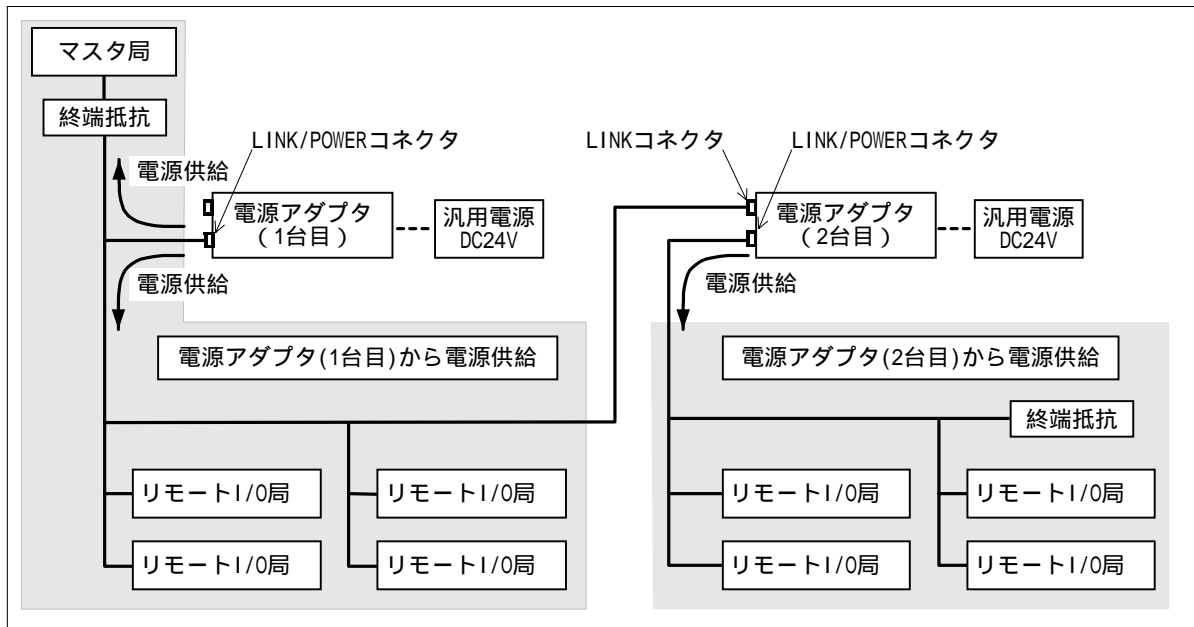 マスタ局
終端抵抗
LINK/POWERコネクタ
LINKコネクタ
LINK/POWERコネクタ
電源供給
電源アダプタ
(1台目)
汎用電源
DC24V
電源アダプタ
(2台目)
汎用電源
DC24V
電源供給
電源供給
電源アダプタ(1台目)から電源供給
電源アダプタ(2台目)から電源供給
終端抵抗
リモートI/O局
リモートI/O局
リモートI/O局
リモートI/O局
リモートI/O局
リモートI/O局
リモートI/O局
リモートI/O局